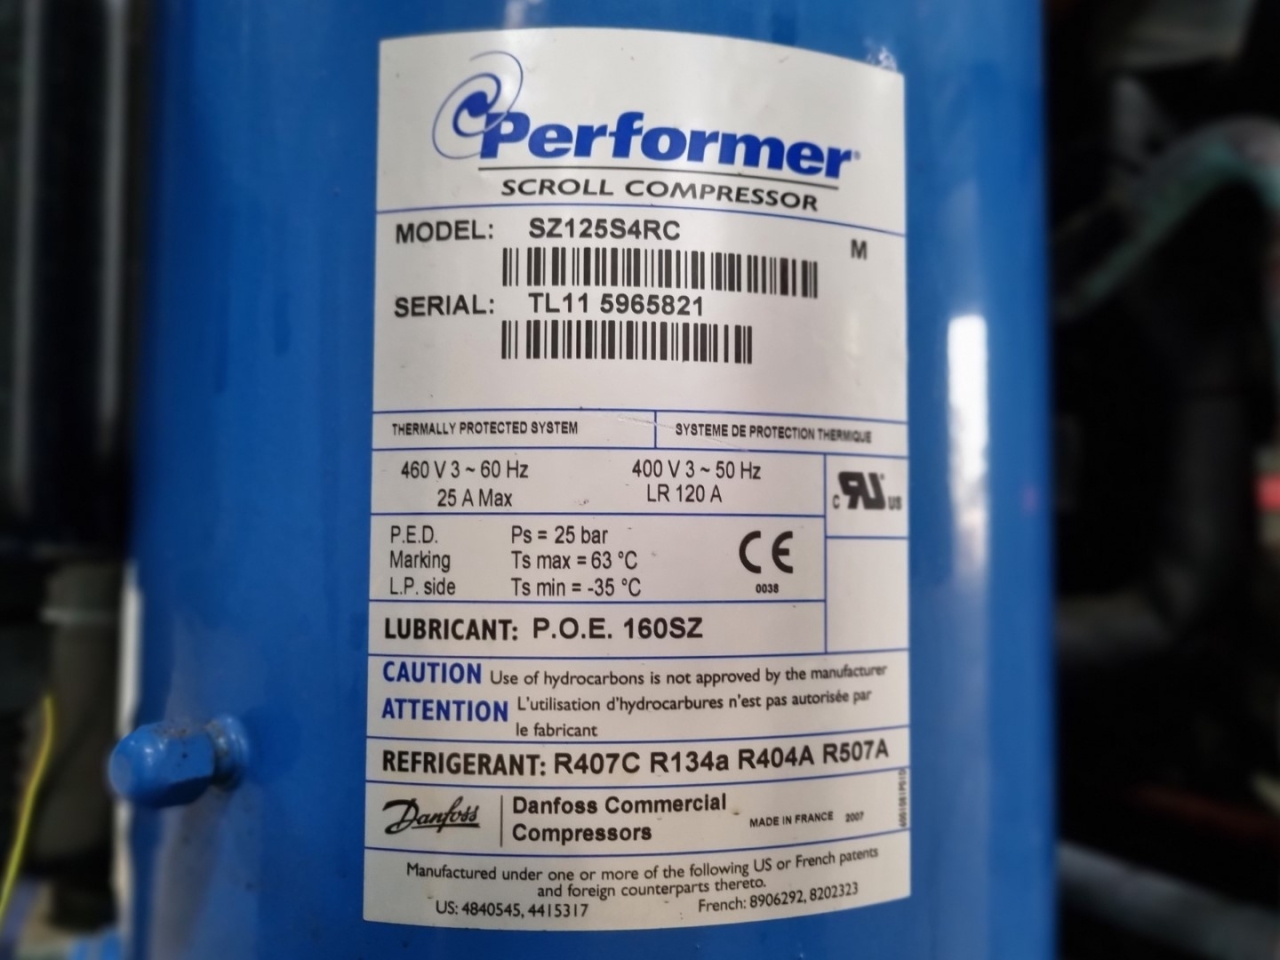 Performer
SCROLL COMPRESSOR
MODEL: SZ125S4RC
M
SERIAL: TL11 5965821
THERMALLY PROTECTED SYSTEM SYSTEME DE PROTECTION THERMIQUE
460 V 3 ~ 60 Hz 400 V 3 ~ 50 Hz
25 A Max LR 120 A
c RU US
P.E.D. Ps = 25 bar
Marking Ts max = 63 °C CE
L.P. side Ts min = -35 °C 0038
LUBRICANT: P.O.E. 160SZ
CAUTION Use of hydrocarbons is not approved by the manufacturer
ATTENTION L'utilisation d'hydrocarbures n'est pas autorisée par
le fabricant
REFRIGERANT: R407C R134a R404A R507A
Danfoss Danfoss Commercial
Compressors MADE IN FRANCE 2007
Manufactured under one or more of the following US or French patents
and foreign counterparts thereto.
US: 4840545, 4415317 French: 8906292, 8202323